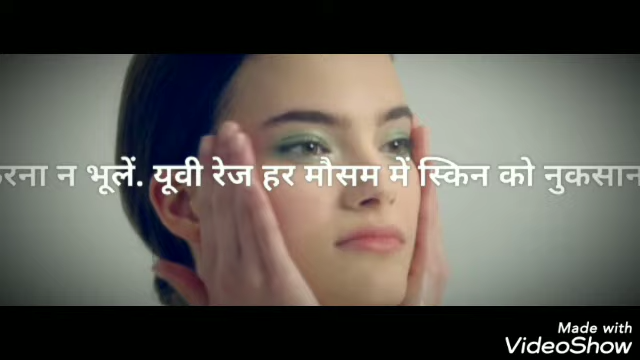 रना न भूलें. यूवी रेज हर मौसम में स्किन को नुकसान
Made with
VideoShow